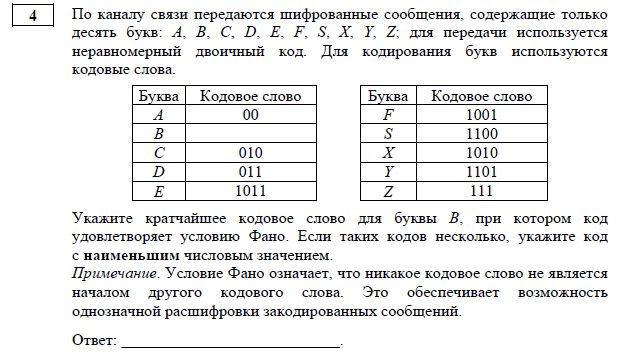 4
По каналу связи передаются шифрованные сообщения, содержащие только
десять букв: A, B, C, D, E, F, S, X, Y, Z; для передачи используется
неравномерный двоичный код. Для кодирования букв используются
кодовые слова.
Буква Кодовое слово
A 00
B
C 010
D 011
E 1011
Буква Кодовое слово
F 1001
S 1100
X 1010
Y 1101
Z 111
Укажите кратчайшее кодовое слово для буквы B, при котором код
удовлетворяет условию Фано. Если таких кодов несколько, укажите код
с наименьшим числовым значением.
Примечание. Условие Фано означает, что никакое кодовое слово не является
началом другого кодового слова. Это обеспечивает возможность
однозначной расшифровки закодированных сообщений.
Ответ: ___________________________.